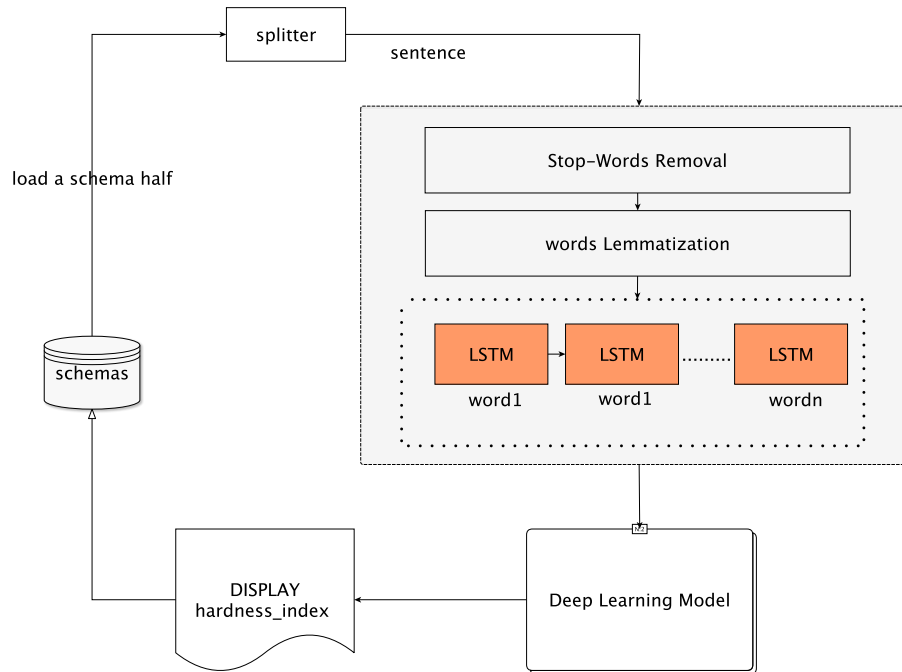 splitter
sentence
load a schema half
Stop-Words Removal
words Lemmatization
LSTM
LSTM
.........
LSTM
word1
word1
wordn
schemas
DISPLAY
hardness_index
Deep Learning Model